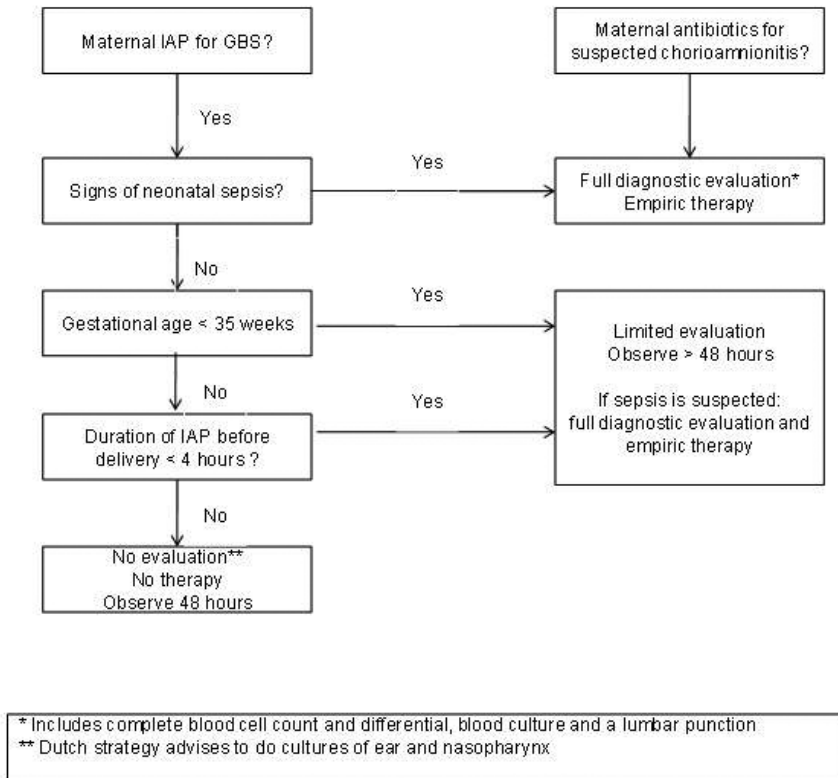 Maternal IAP for GBS?
Maternal antibiotics for
suspected chorioamnionitis?
Yes
Signs of neonatal sepsis?
Yes
Full diagnostic evaluation*
Empiric therapy
No
Gestational age < 35 weeks
Yes
Limited evaluation
Observe > 48 hours
If sepsis is suspected:
full diagnostic evaluation and
empiric therapy
No
Duration of IAP before
delivery < 4 hours ?
Yes
No
No evaluation**
No therapy
Observe 48 hours
* Includes complete blood cell count and differential, blood culture and a lumbar punction
** Dutch strategy advises to do cultures of ear and nasopharynx